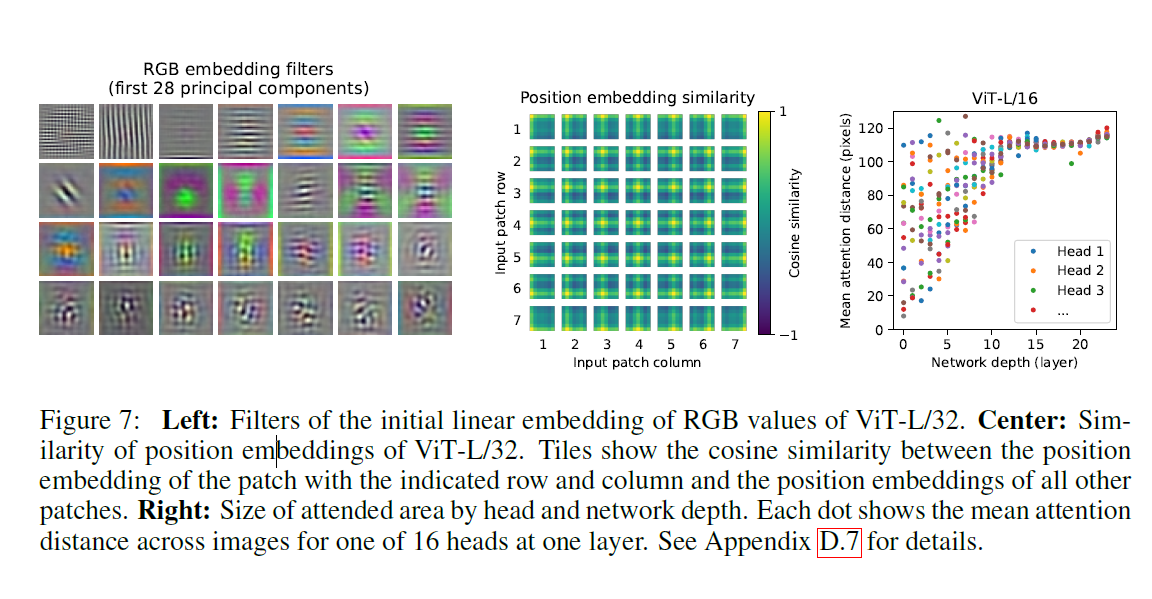 RGB embedding filters
(first 28 principal components)
Position embedding similarity
Input patch row
1
2
3
4
5
6
7
1 2 3 4 5 6 7
Input patch column
1
−1
Cosine similarity
ViT-L/16
Mean attention distance (pixels)
120
100
80
60
40
20
0
Head 1
Head 2
Head 3
...
0 5 10 15 20
Network depth (layer)
Figure 7: Left: Filters of the initial linear embedding of RGB values of ViT-L/32. Center: Sim-
ilarity of position embeddings of ViT-L/32. Tiles show the cosine similarity between the position
embedding of the patch with the indicated row and column and the position embeddings of all other
patches. Right: Size of attended area by head and network depth. Each dot shows the mean attention
distance across images for one of 16 heads at one layer. See Appendix D.7 for details.